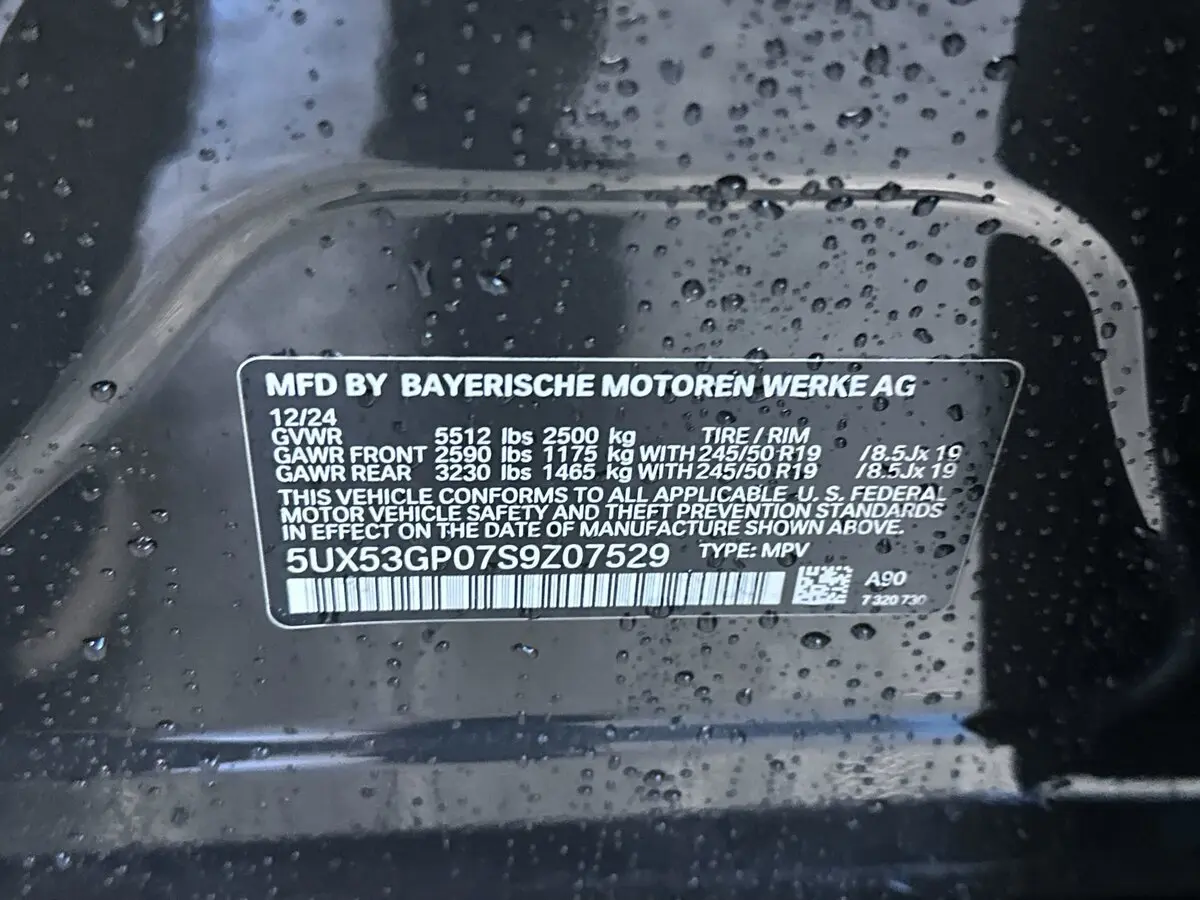 MFD BY BAYERISCHE MOTOREN WERKE AG
12/24
GVWR 5512 lbs 2500 kg TIRE / RIM
GAWR FRONT 2590 lbs 1175 kg WITH 245/50 R19 /8.5Jx 19
GAWR REAR 3230 lbs 1465 kg WITH 245/50 R19 /8.5Jx 19
THIS VEHICLE CONFORMS TO ALL APPLICABLE U. S. FEDERAL
MOTOR VEHICLE SAFETY AND THEFT PREVENTION STANDARDS
IN EFFECT ON THE DATE OF MANUFACTURE SHOWN ABOVE.
5UX53GP07S9Z07529 TYPE: MPV
A90
7 320 730